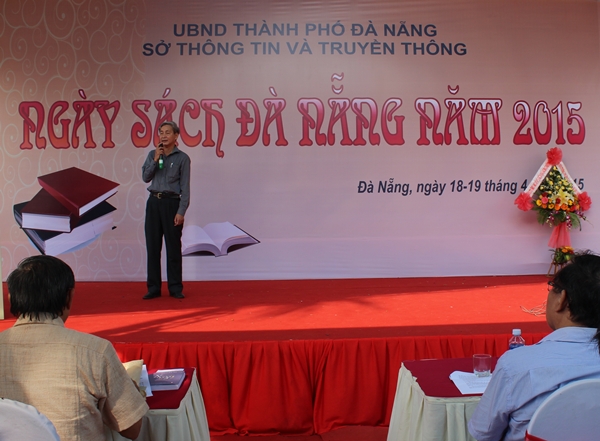 UBND THÀNH PHỐ ĐÀ NẴNG
SỞ THÔNG TIN VÀ TRUYỀN THÔNG
NGÀY SÁCH ĐÀ NẴNG NĂM 2015
Đà Nẵng, ngày 18-19 tháng 4 15